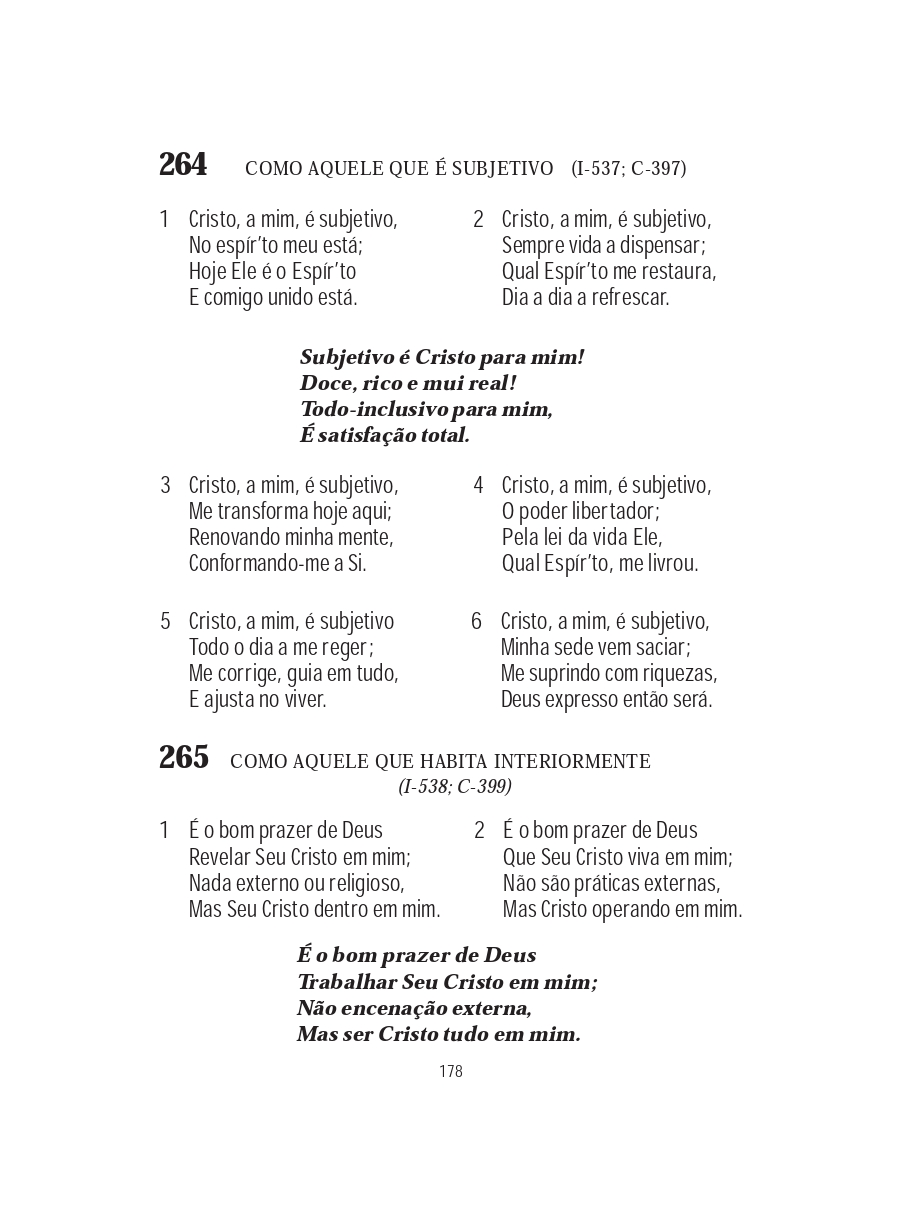 264 COMO AQUELE QUE É SUBJETIVO (I-537; C-397)
1 Cristo, a mim, é subjetivo,
No espír’to meu está;
Hoje Ele é o Espír’to
E comigo unido está.
2 Cristo, a mim, é subjetivo,
Sempre vida a dispensar;
Qual Espír’to me restaura,
Dia a dia a refrescar.
Subjetivo é Cristo para mim!
Doce, rico e mui real!
Todo-inclusivo para mim,
É satisfação total.
3 Cristo, a mim, é subjetivo,
Me transforma hoje aqui;
Renovando minha mente,
Conformando-me a Si.
4 Cristo, a mim, é subjetivo,
O poder libertador;
Pela lei da vida Ele,
Qual Espír’to, me livrou.
5 Cristo, a mim, é subjetivo
Todo o dia a me reger;
Me corrige, guia em tudo,
E ajusta no viver.
6 Cristo, a mim, é subjetivo,
Minha sede vem saciar;
Me suprindo com riquezas,
Deus expresso então será.
265 COMO AQUELE QUE HABITA INTERIORMENTE
(I-538; C-399)
1 É o bom prazer de Deus
Revelar Seu Cristo em mim;
Nada externo ou religioso,
Mas Seu Cristo dentro em mim.
2 É o bom prazer de Deus
Que Seu Cristo viva em mim;
Não são práticas externas,
Mas Cristo operando em mim.
É o bom prazer de Deus
Trabalhar Seu Cristo em mim;
Não encenação externa,
Mas ser Cristo tudo em mim.
178